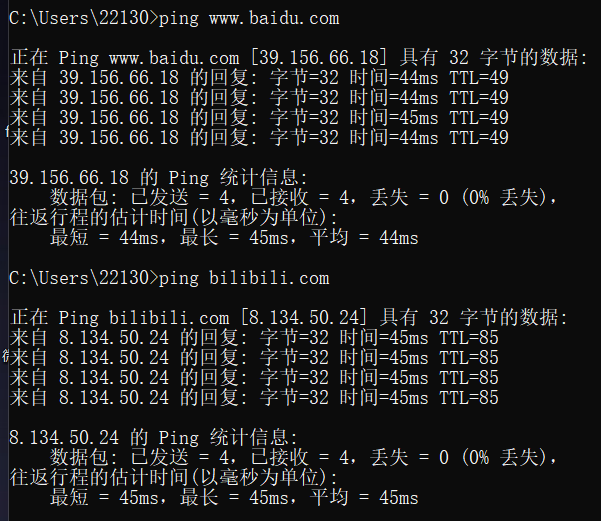 C:\Users\22130>ping www.baidu.com
正在 Ping www.baidu.com [39.156.66.18] 具有 32 字节的数据:
来自 39.156.66.18 的回复: 字节=32 时间=44ms TTL=49
来自 39.156.66.18 的回复: 字节=32 时间=44ms TTL=49
来自 39.156.66.18 的回复: 字节=32 时间=45ms TTL=49
来自 39.156.66.18 的回复: 字节=32 时间=44ms TTL=49
39.156.66.18 的 Ping 统计信息:
数据包: 已发送 = 4，已接收 = 4，丢失 = 0 (0% 丢失)，
往返行程的估计时间(以毫秒为单位):
最短 = 44ms，最长 = 45ms，平均 = 44ms
C:\Users\22130>ping bilibili.com
正在 Ping bilibili.com [8.134.50.24] 具有 32 字节的数据:
来自 8.134.50.24 的回复: 字节=32 时间=45ms TTL=85
来自 8.134.50.24 的回复: 字节=32 时间=45ms TTL=85
来自 8.134.50.24 的回复: 字节=32 时间=45ms TTL=85
来自 8.134.50.24 的回复: 字节=32 时间=45ms TTL=85
8.134.50.24 的 Ping 统计信息:
数据包: 已发送 = 4，已接收 = 4，丢失 = 0 (0% 丢失)，
往返行程的估计时间(以毫秒为单位):
最短 = 45ms，最长 = 45ms，平均 = 45ms